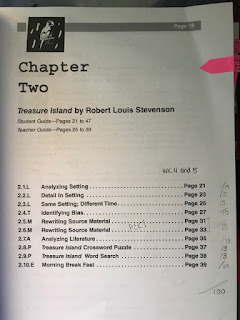 Page 19
Chapter
Two
Treasure Island by Robert Louis Stevenson
Student Guide—Pages 21 to 47
Teacher Guide—Pages 25 to 39
WK 4 and 5
2.1.L Analyzing Setting Page 21
2.2.L Detail in Setting Page 23
2.3.L Same Setting; Different Time Page 25
2.4.T Identifying Bias Page 27
2.5.M Rewriting Source Material Page 31
2.6.M Rewriting Source Material Page 33
2.7.A Analyzing Literature Page 35
2.8.P Treasure Island Crossword Puzzle Page 37
2.9.P Treasure Island Word Search Page 38
2.10.E Morning Break Fast Page 39
/100